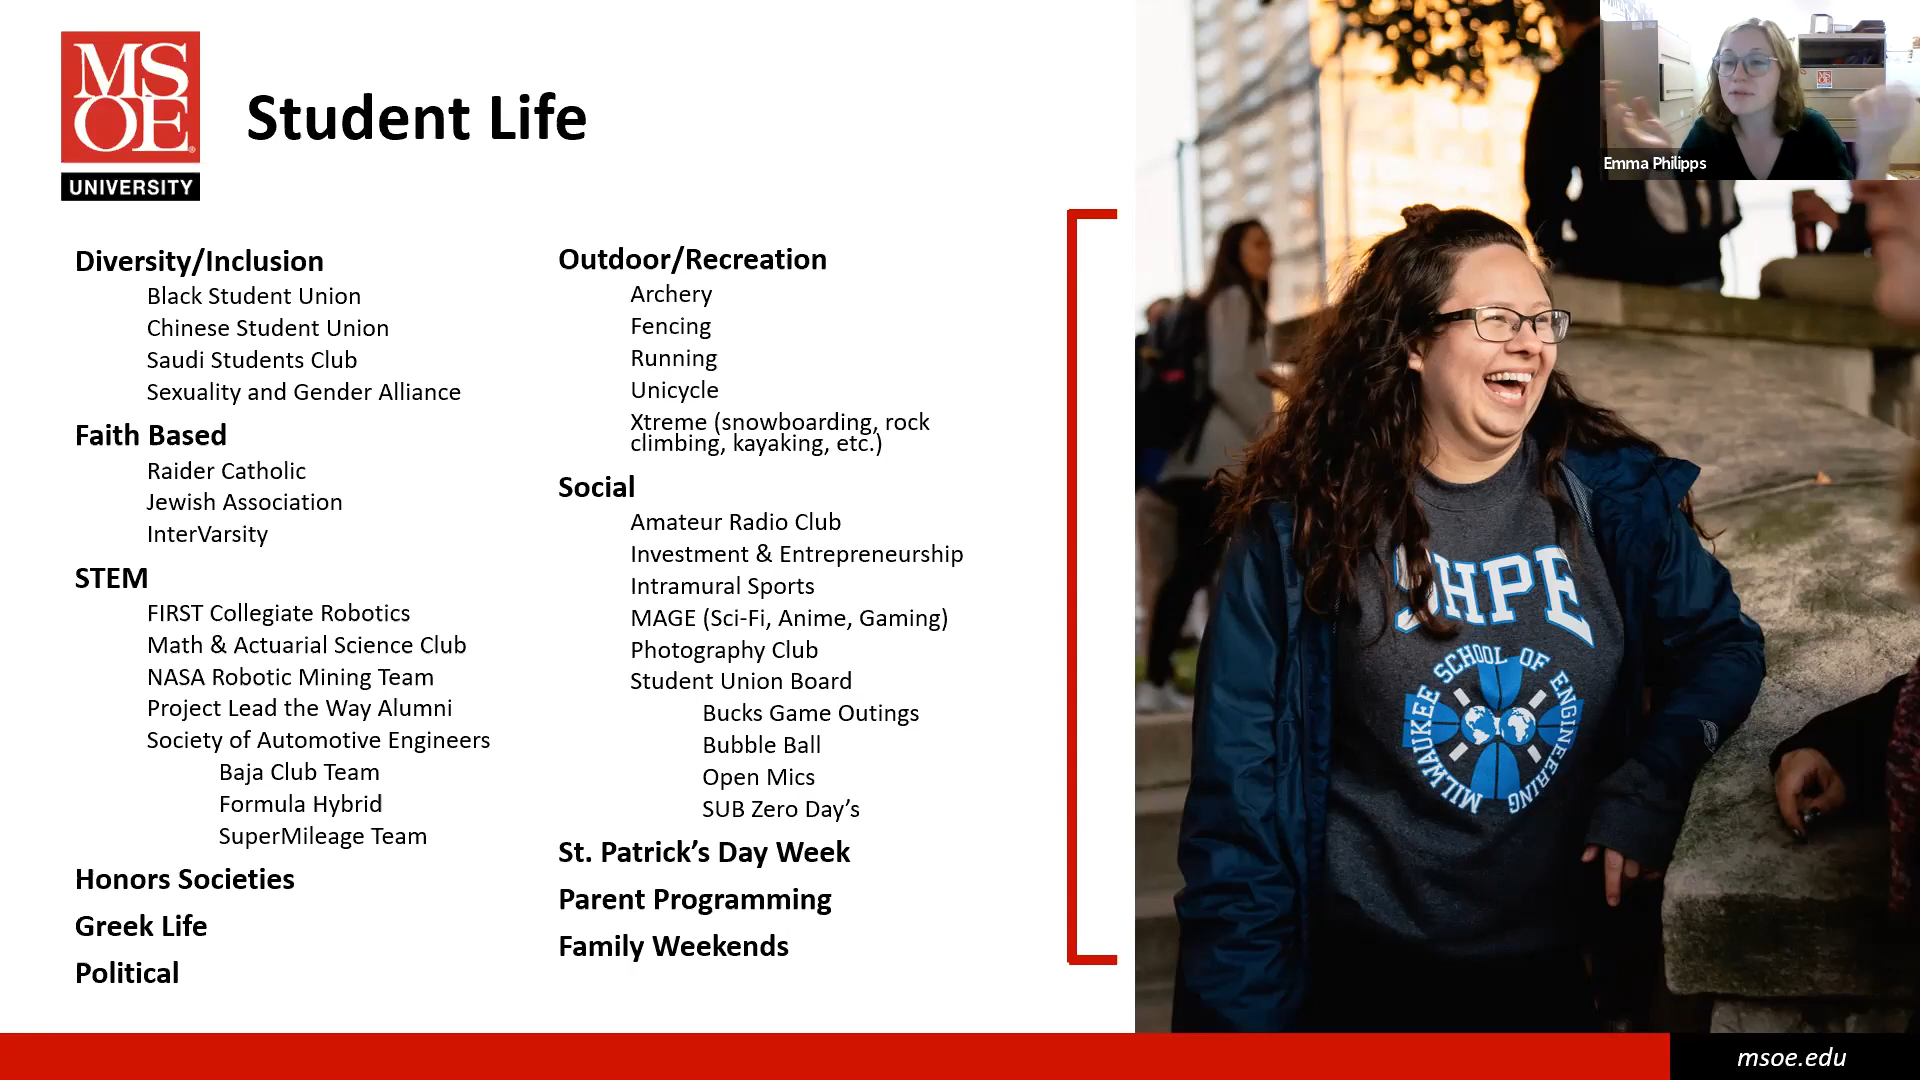 MS
OE
UNIVERSITY
Student Life
Diversity/Inclusion
Black Student Union
Chinese Student Union
Saudi Students Club
Sexuality and Gender Alliance
Faith Based
Raider Catholic
Jewish Association
InterVarsity
STEM
FIRST Collegiate Robotics
Math & Actuarial Science Club
NASA Robotic Mining Team
Project Lead the Way Alumni
Society of Automotive Engineers
Baja Club Team
Formula Hybrid
SuperMileage Team
Honors Societies
Greek Life
Political
Outdoor/Recreation
Archery
Fencing
Running
Unicycle
Xtreme (snowboarding, rock
climbing, kayaking, etc.)
Social
Amateur Radio Club
Investment & Entrepreneurship
Intramural Sports
MAGE (Sci-Fi, Anime, Gaming)
Photography Club
Student Union Board
Bucks Game Outings
Bubble Ball
Open Mics
SUB Zero Day’s
St. Patrick’s Day Week
Parent Programming
Family Weekends
Emma Philipps
MS
OE
SHPE
MILWAUKEE SCHOOL OF ENGINEERING
msoe.edu